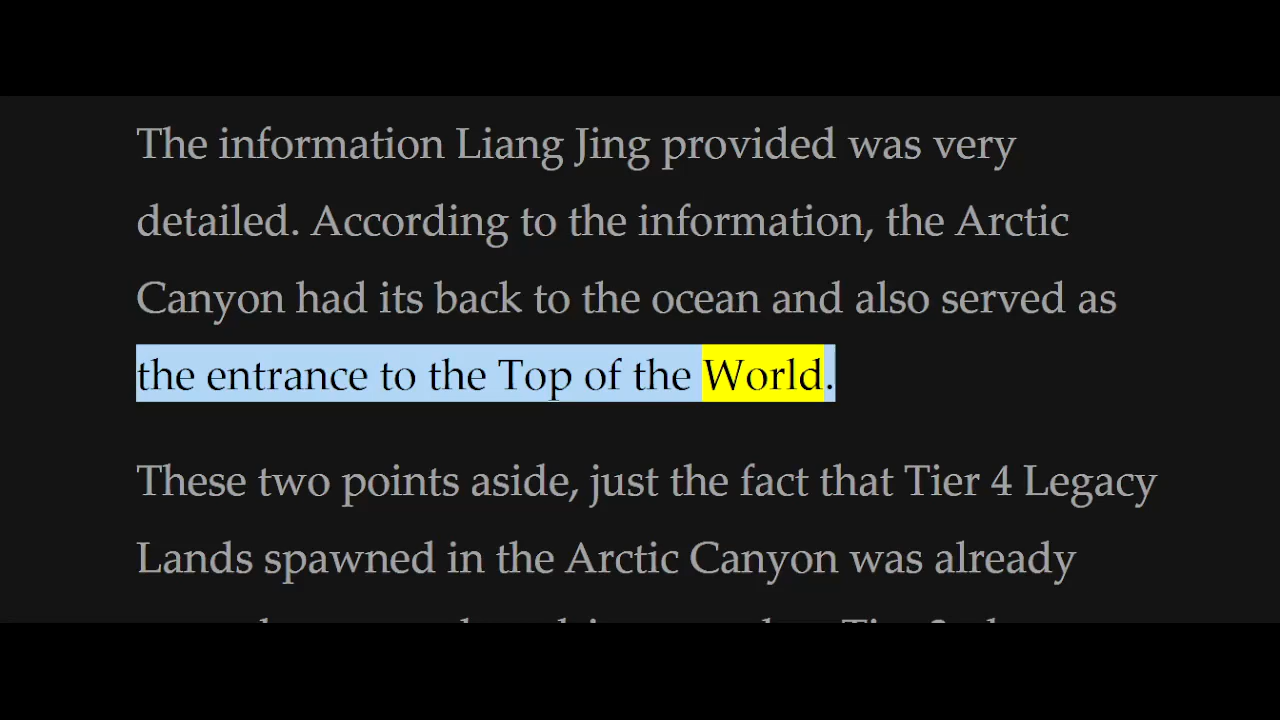 The information Liang Jing provided was very
detailed. According to the information, the Arctic
Canyon had its back to the ocean and also served as
the entrance to the Top of the World.
These two points aside, just the fact that Tier 4 Legacy
Lands spawned in the Arctic Canyon was already